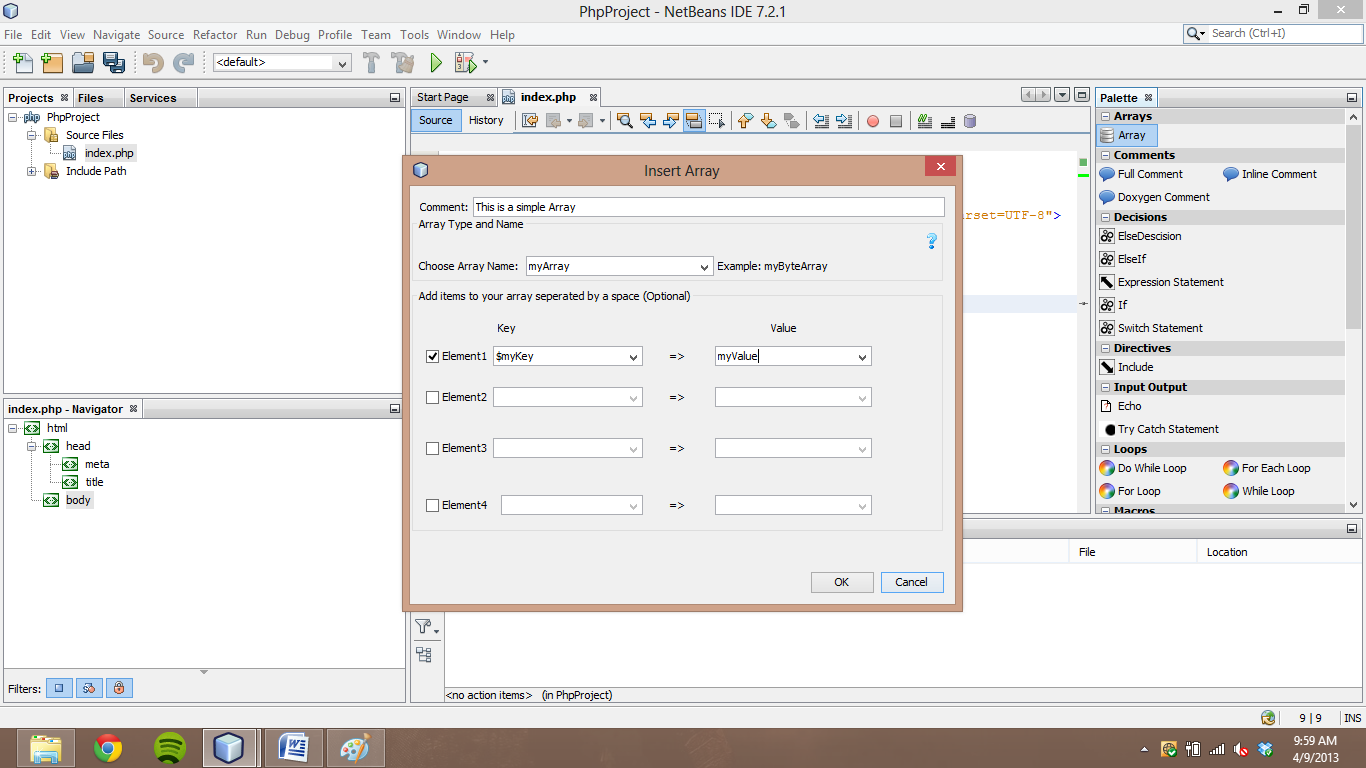 PhpProject - NetBeans IDE 7.2.1
File Edit View Navigate Source Refactor Run Debug Profile Team Tools Window Help
Search (Ctrl+I)
<default>
Projects Files Services
PhpProject
Source Files
index.php
Include Path
Start Page index.php
Source History
rset=UTF-8">
Insert Array
Comment: This is a simple Array
Array Type and Name
Choose Array Name: myArray Example: myByteArray
Add items to your array seperated by a space (Optional)
Key Value
Element1 $myKey => myValue
Element2 =>
Element3 =>
Element4 =>
OK Cancel
Palette
Arrays
Array
Comments
Full Comment Inline Comment
Doxygen Comment
Decisions
ElseDescision
ElseIf
Expression Statement
If
Switch Statement
Directives
Include
Input Output
Echo
Try Catch Statement
Loops
Do While Loop For Each Loop
For Loop While Loop
Macros
index.php - Navigator
html
head
meta
title
body
Filters:
File Location
<no action items> (in PhpProject)
9 | 9 INS
9:59 AM
4/9/2013